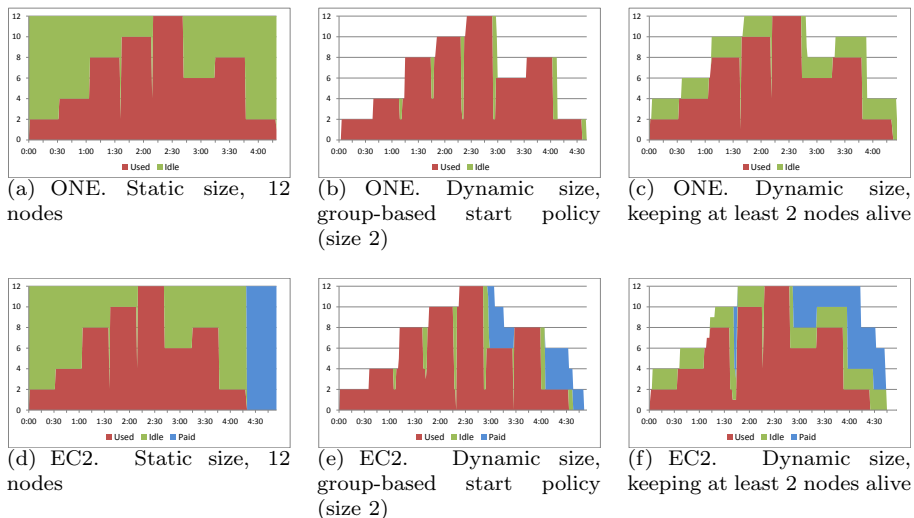 12
10
8
6
4
2
0
0:00 0:30 1:00 1:30 2:00 2:30 3:00 3:30 4:00
Used Idle
(a) ONE. Static size, 12
nodes
12
10
8
6
4
2
0
0:00 0:30 1:00 1:30 2:00 2:30 3:00 3:30 4:00 4:30
Used Idle
(b) ONE. Dynamic size,
group-based start policy
(size 2)
12
10
8
6
4
2
0
0:00 0:30 1:00 1:30 2:00 2:30 3:00 3:30 4:00
Used Idle
(c) ONE. Dynamic size,
keeping at least 2 nodes alive
12
10
8
6
4
2
0
0:00 0:30 1:00 1:30 2:00 2:30 3:00 3:30 4:00 4:30
Used Idle Paid
(d) EC2. Static size, 12
nodes
12
10
8
6
4
2
0
0:00 0:30 1:00 1:30 2:00 2:30 3:00 3:30 4:00 4:30
Used Idle Paid
(e) EC2. Dynamic size,
group-based start policy
(size 2)
12
10
8
6
4
2
0
0:00 0:30 1:00 1:30 2:00 2:30 3:00 3:30 4:00 4:30
Used Idle Paid
(f) EC2. Dynamic size,
keeping at least 2 nodes alive